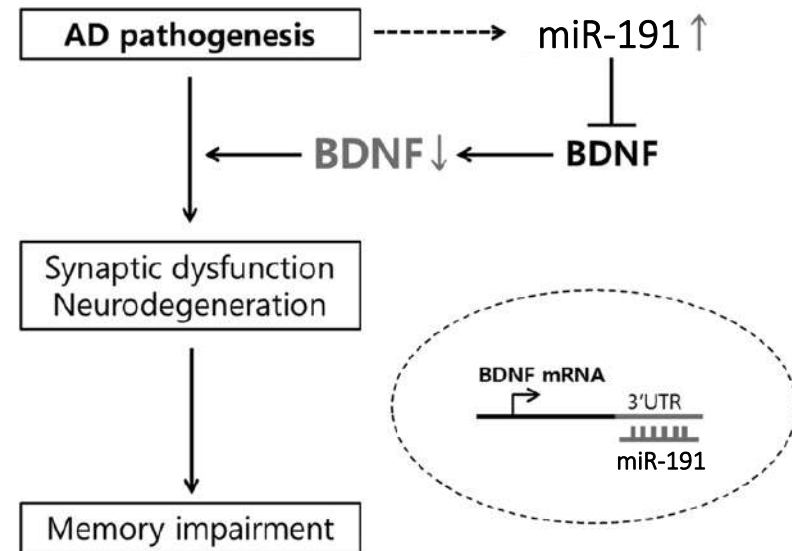 AD pathogenesis
miR-191 ↑
BDNF↓
BDNF
Synaptic dysfunction
Neurodegeneration
BDNF mRNA
3'UTR
miR-191
Memory impairment